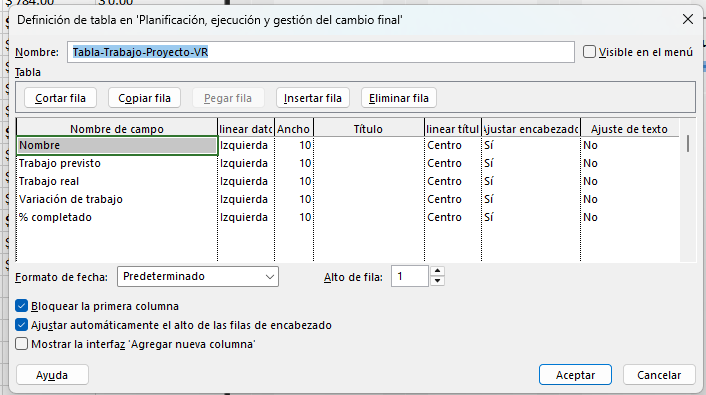 $ 784.00 $ 0.00
Definición de tabla en 'Planificación, ejecución y gestión del cambio final'
Nombre: Tabla-Trabajo-Proyecto-VR Visible en el menú
Tabla
Cortar fila Copiar fila Pegar fila Insertar fila Eliminar fila
Nombre de campo linear dato Ancho Título linear títul Ajustar encabezado Ajuste de texto
Nombre Izquierda 10 Centro Sí No
Trabajo previsto Izquierda 10 Centro Sí No
Trabajo real Izquierda 10 Centro Sí No
Variación de trabajo Izquierda 10 Centro Sí No
% completado Izquierda 10 Centro Sí No
Formato de fecha: Predeterminado Alto de fila: 1
Bloquear la primera columna
Ajustar automáticamente el alto de las filas de encabezado
Mostrar la interfaz 'Agregar nueva columna'
Ayuda Aceptar Cancelar